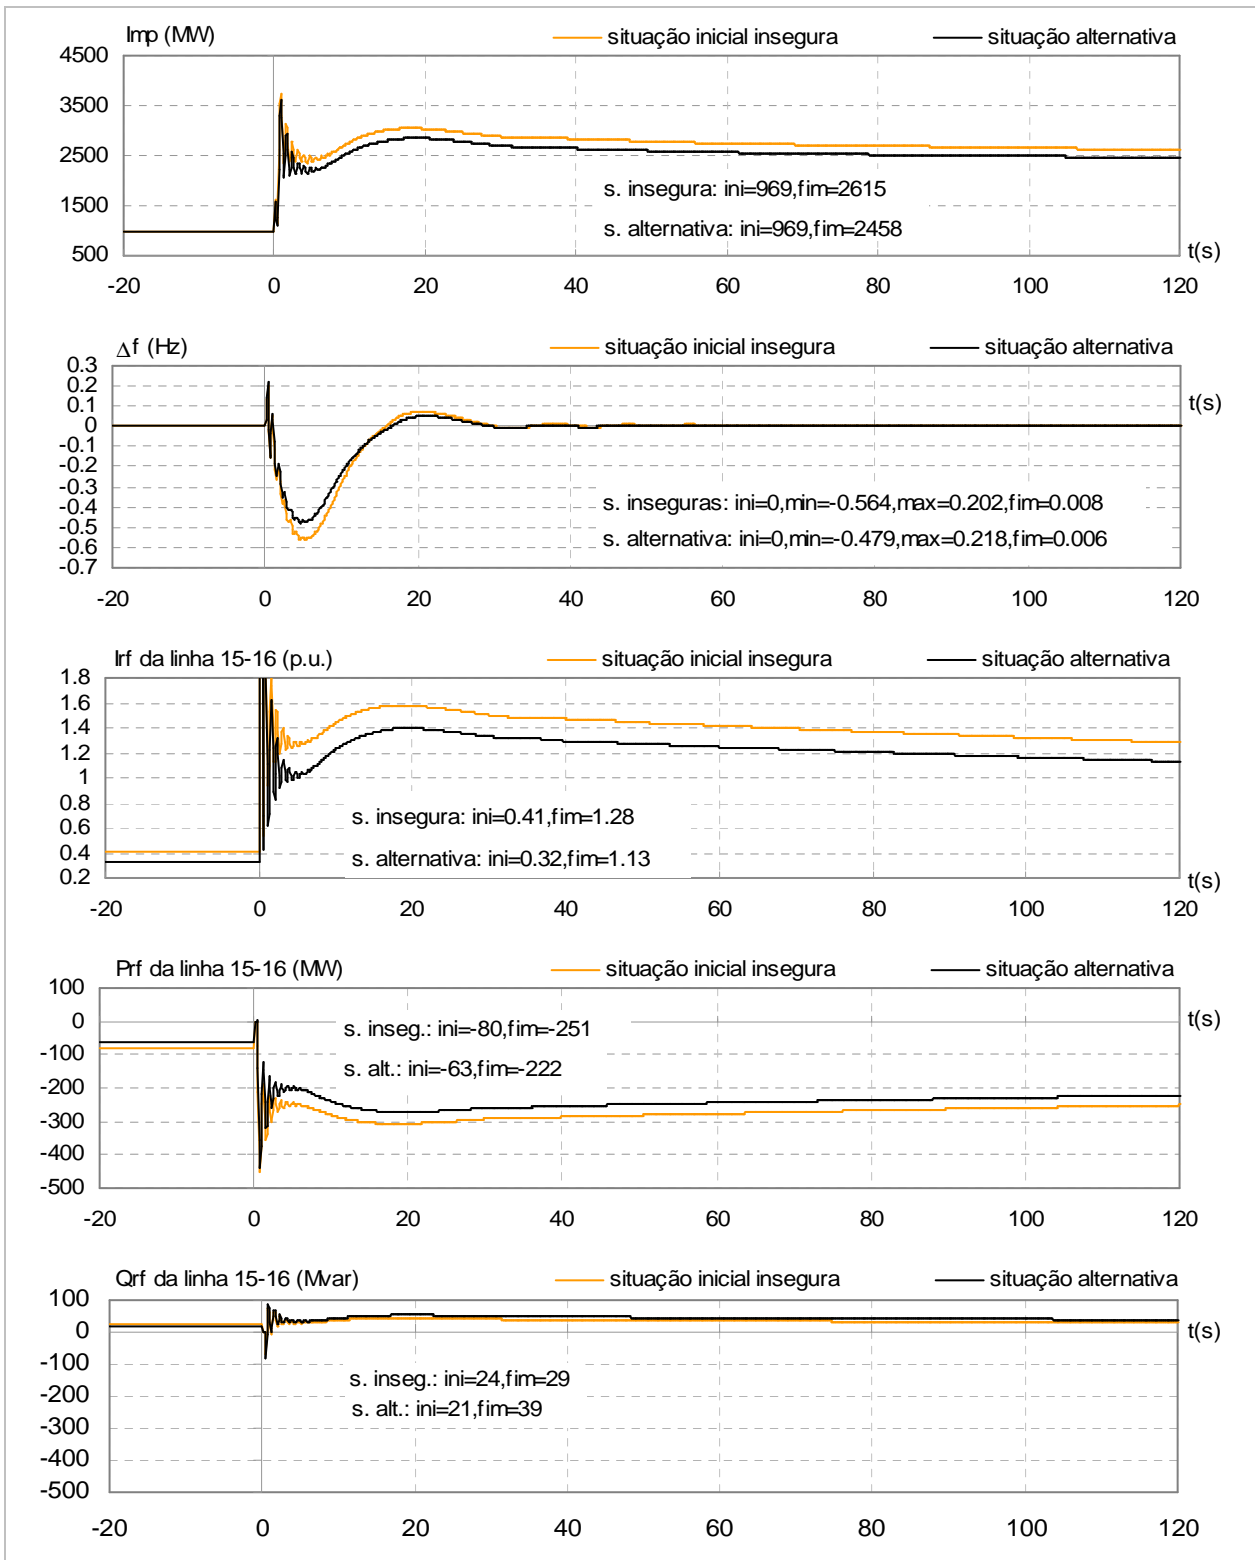 Imp (MW)
situação inicial insegura
situação alternativa
4500
3500
2500
1500
500
s. insegura: ini=969,fim=2615
s. alternativa: ini=969,fim=2458
t(s)
-20 0 20 40 60 80 100 120
Δf (Hz)
situação inicial insegura
situação alternativa
0.3
0.2
0.1
0
-0.1
-0.2
-0.3
-0.4
-0.5
-0.6
-0.7
t(s)
s. inseguras: ini=0,min=-0.564,max=0.202,fim=0.008
s. alternativa: ini=0,min=-0.479,max=0.218,fim=0.006
-20 0 20 40 60 80 100 120
Irf da linha 15-16 (p.u.)
situação inicial insegura
situação alternativa
1.8
1.6
1.4
1.2
1
0.8
0.6
0.4
0.2
s. insegura: ini=0.41,fim=1.28
s. alternativa: ini=0.32,fim=1.13
t(s)
-20 0 20 40 60 80 100 120
Prf da linha 15-16 (MW)
situação inicial insegura
situação alternativa
100
0
-100
-200
-300
-400
-500
t(s)
s. inseg.: ini=-80,fim=-251
s. alt.: ini=-63,fim=-222
-20 0 20 40 60 80 100 120
Qrf da linha 15-16 (Mvar)
situação inicial insegura
situação alternativa
100
0
-100
-200
-300
-400
-500
t(s)
s. inseg.: ini=24,fim=29
s. alt.: ini=21,fim=39
-20 0 20 40 60 80 100 120